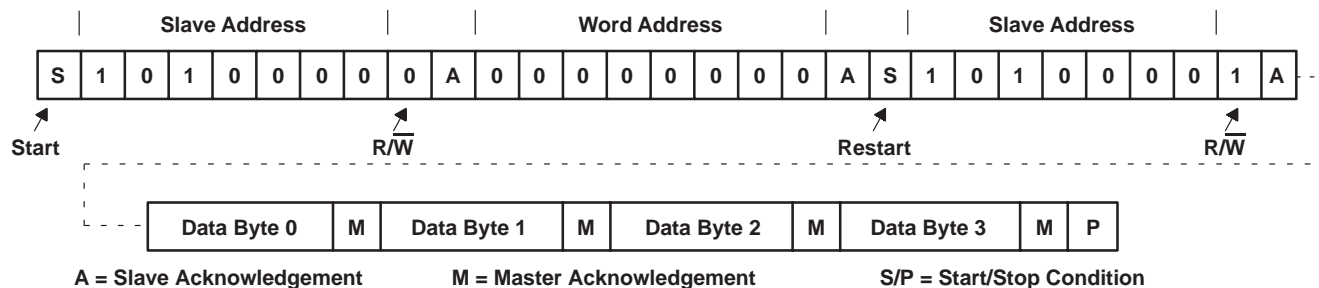 Slave Address Word Address Slave Address
S 1 0 1 0 0 0 0 0 A 0 0 0 0 0 0 0 0 A S 1 0 1 0 0 0 0 1 A
Start R/W̅ Restart R/W̅
Data Byte 0 M Data Byte 1 M Data Byte 2 M Data Byte 3 M P
A = Slave Acknowledgement M = Master Acknowledgement S/P = Start/Stop Condition